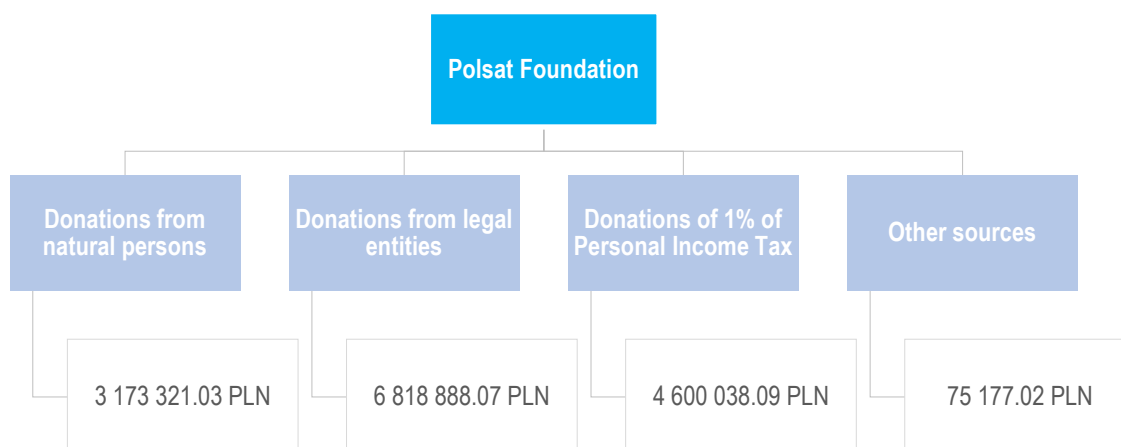 Polsat Foundation
Donations from
natural persons
Donations from legal
entities
Donations of 1% of
Personal Income Tax
Other sources
3 173 321.03 PLN
6 818 888.07 PLN
4 600 038.09 PLN
75 177.02 PLN